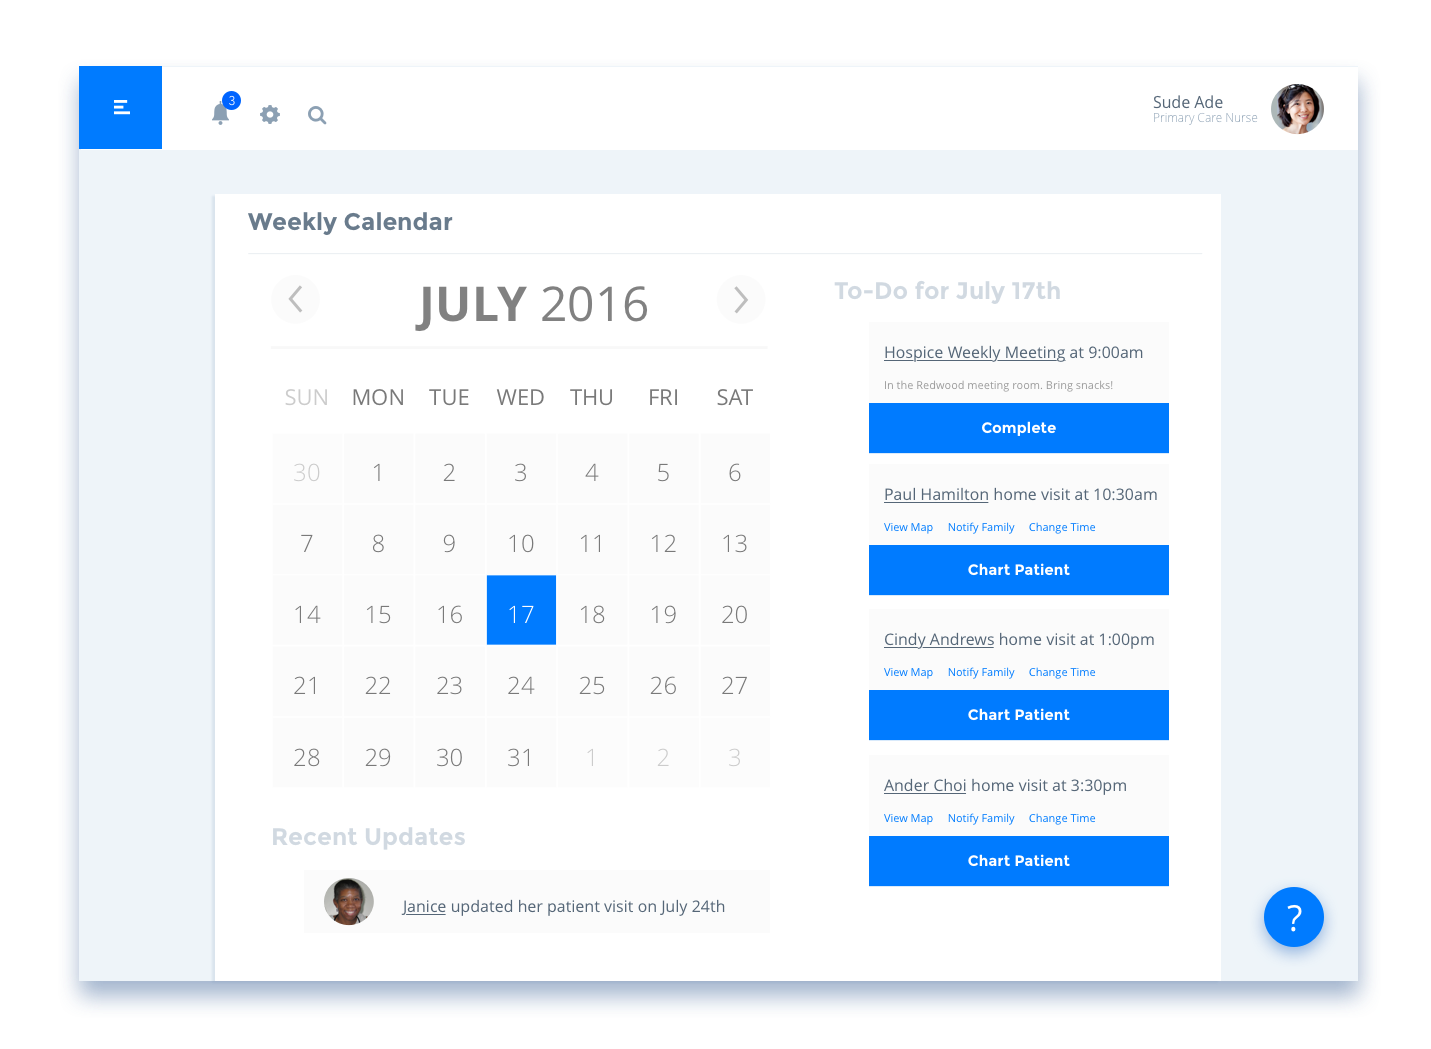 3
Sude Ade
Primary Care Nurse
Weekly Calendar
JULY 2016
SUN MON TUE WED THU FRI SAT
30 1 2 3 4 5 6
7 8 9 10 11 12 13
14 15 16 17 18 19 20
21 22 23 24 25 26 27
28 29 30 31 1 2 3
Recent Updates
Janice updated her patient visit on July 24th
To-Do for July 17th
Hospice Weekly Meeting at 9:00am
In the Redwood meeting room. Bring snacks!
Complete
Paul Hamilton home visit at 10:30am
View Map Notify Family Change Time
Chart Patient
Cindy Andrews home visit at 1:00pm
View Map Notify Family Change Time
Chart Patient
Ander Choi home visit at 3:30pm
View Map Notify Family Change Time
Chart Patient
?